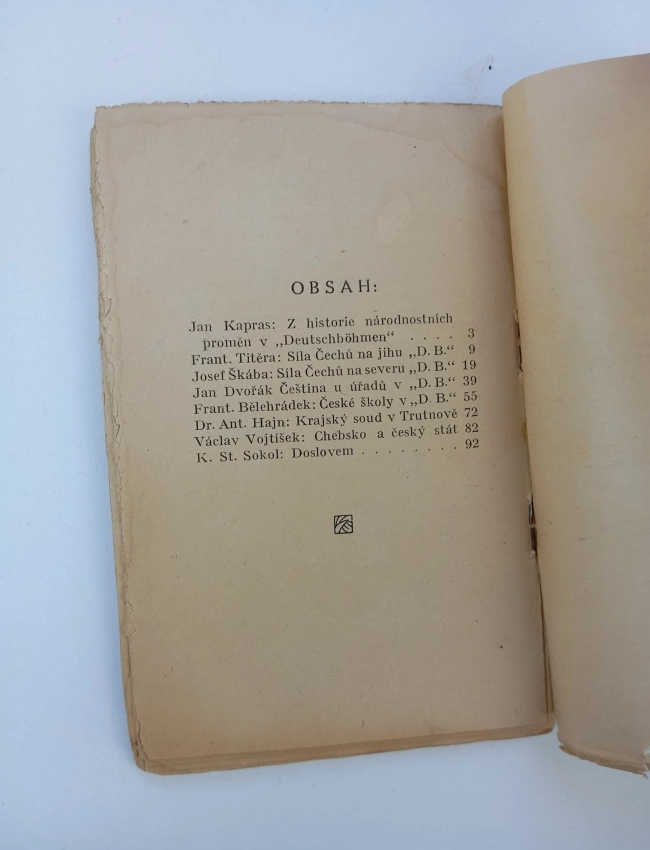 OBSAH:
Jan Kapras: Z historie národnostních
proměn v „Deutschböhmen“ . . . . 3
Frant. Titěra: Síla Čechů na jihu „D. B.“ 9
Josef Škába: Síla Čechů na severu „D. B.“ 19
Jan Dvořák Čeština u úřadů v „D. B.“ 39
Frant. Bělehrádek: České školy v „D. B.“ 55
Dr. Ant. Hajn: Krajský soud v Trutnově 72
Václav Vojtíšek: Chebsko a český stát 82
K. St. Sokol: Doslovem . . . . . . . . 92